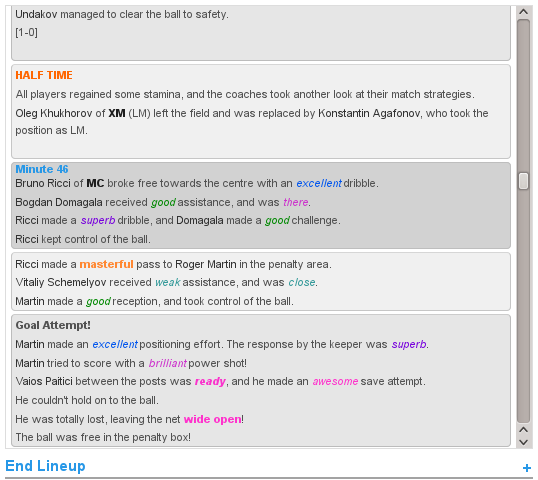 Undakov managed to clear the ball to safety.
[1-0]
HALF TIME
All players regained some stamina, and the coaches took another look at their match strategies.
Oleg Khukhorov of XM (LM) left the field and was replaced by Konstantin Agafonov, who took the
position as LM.
Minute 46
Bruno Ricci of MC broke free towards the centre with an excellent dribble.
Bogdan Domagala received good assistance, and was there.
Ricci made a superb dribble, and Domagala made a good challenge.
Ricci kept control of the ball.
Ricci made a masterful pass to Roger Martin in the penalty area.
Vitaliy Schemelyov received weak assistance, and was close.
Martin made a good reception, and took control of the ball.
Goal Attempt!
Martin made an excellent positioning effort. The response by the keeper was superb.
Martin tried to score with a brilliant power shot!
Vaios Paitici between the posts was ready, and he made an awesome save attempt.
He couldn't hold on to the ball.
He was totally lost, leaving the net wide open!
The ball was free in the penalty box!
End Lineup +